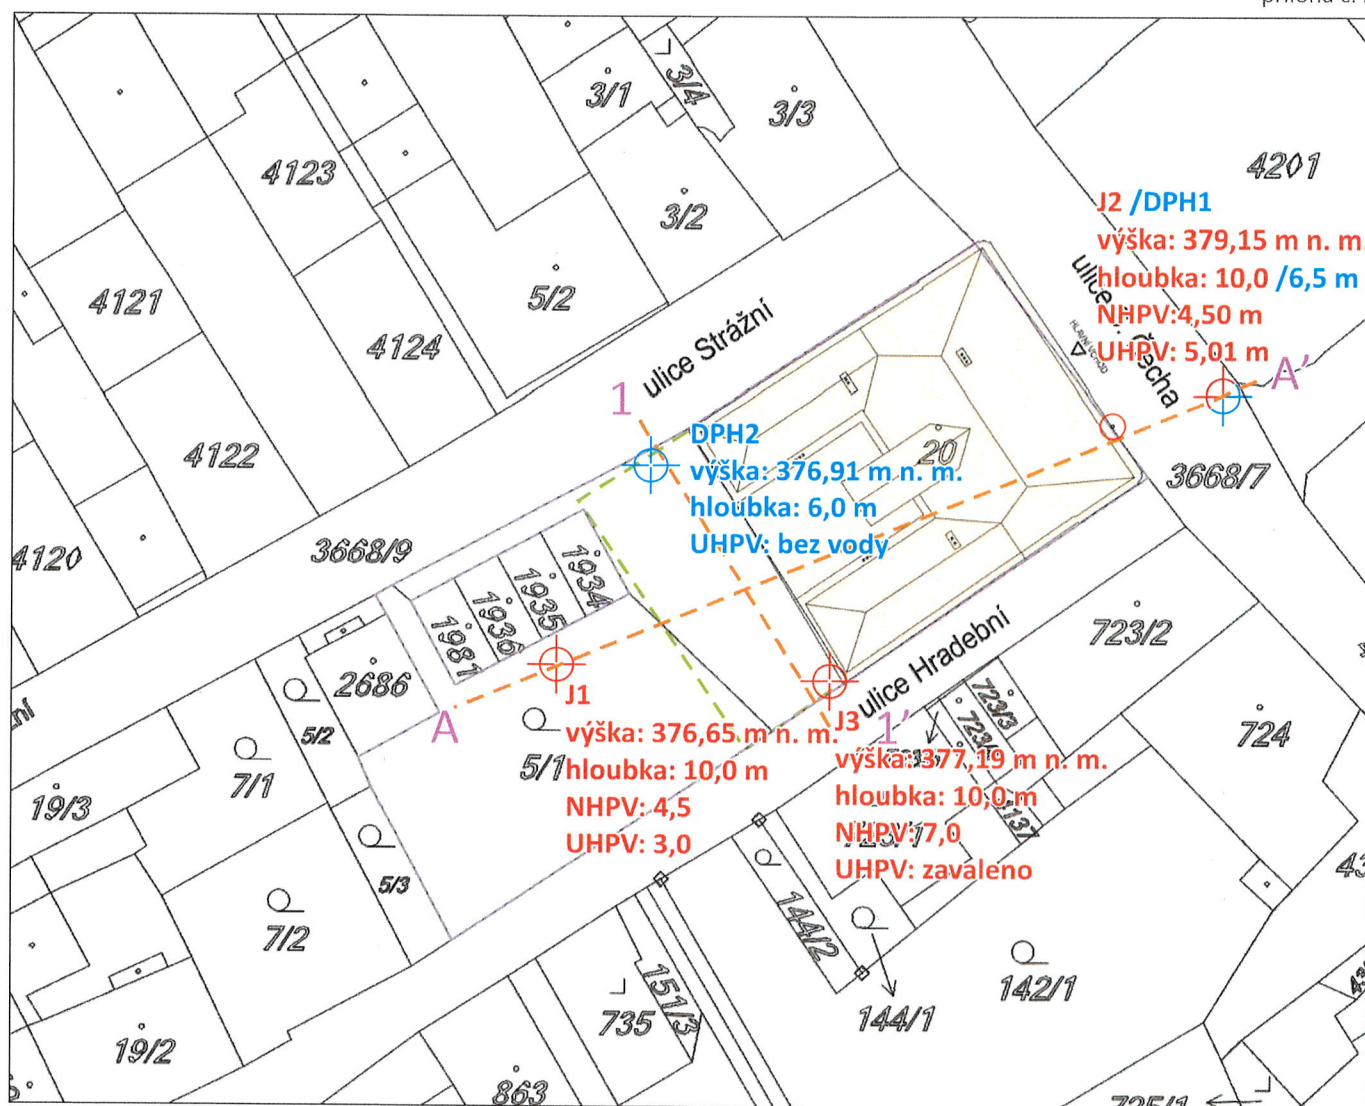 3/1
3/4
3/3
4123
4201
3/2
J2 /DPH1
výška: 379,15 m n. m.
hloubka: 10,0 /6,5 m
NHPV:4,50 m
UHPV: 5,01 m
ulice
Čecha
4121
5/2
4124
ulice Strážní
A'
1
4122
DPH2
výška: 376,91 m n. m.
hloubka: 6,0 m
UHPV: bez vody
20
3668/7
4120
3668/9
1934
1935
1936
1981
723/2
2686
ulice Hradební
J1
výška: 376,65 m n. m.
hloubka: 10,0 m
NHPV: 4,5
UHPV: 3,0
A
5/1
J3
1'
výška: 377,19 m n. m.
hloubka: 10,0 m
NHPV: 7,0
UHPV: zavaleno
723/3
724
5/2
7/1
19/3
5/3
7/2
144/2
144/1
142/1
151/3
735
19/2
863